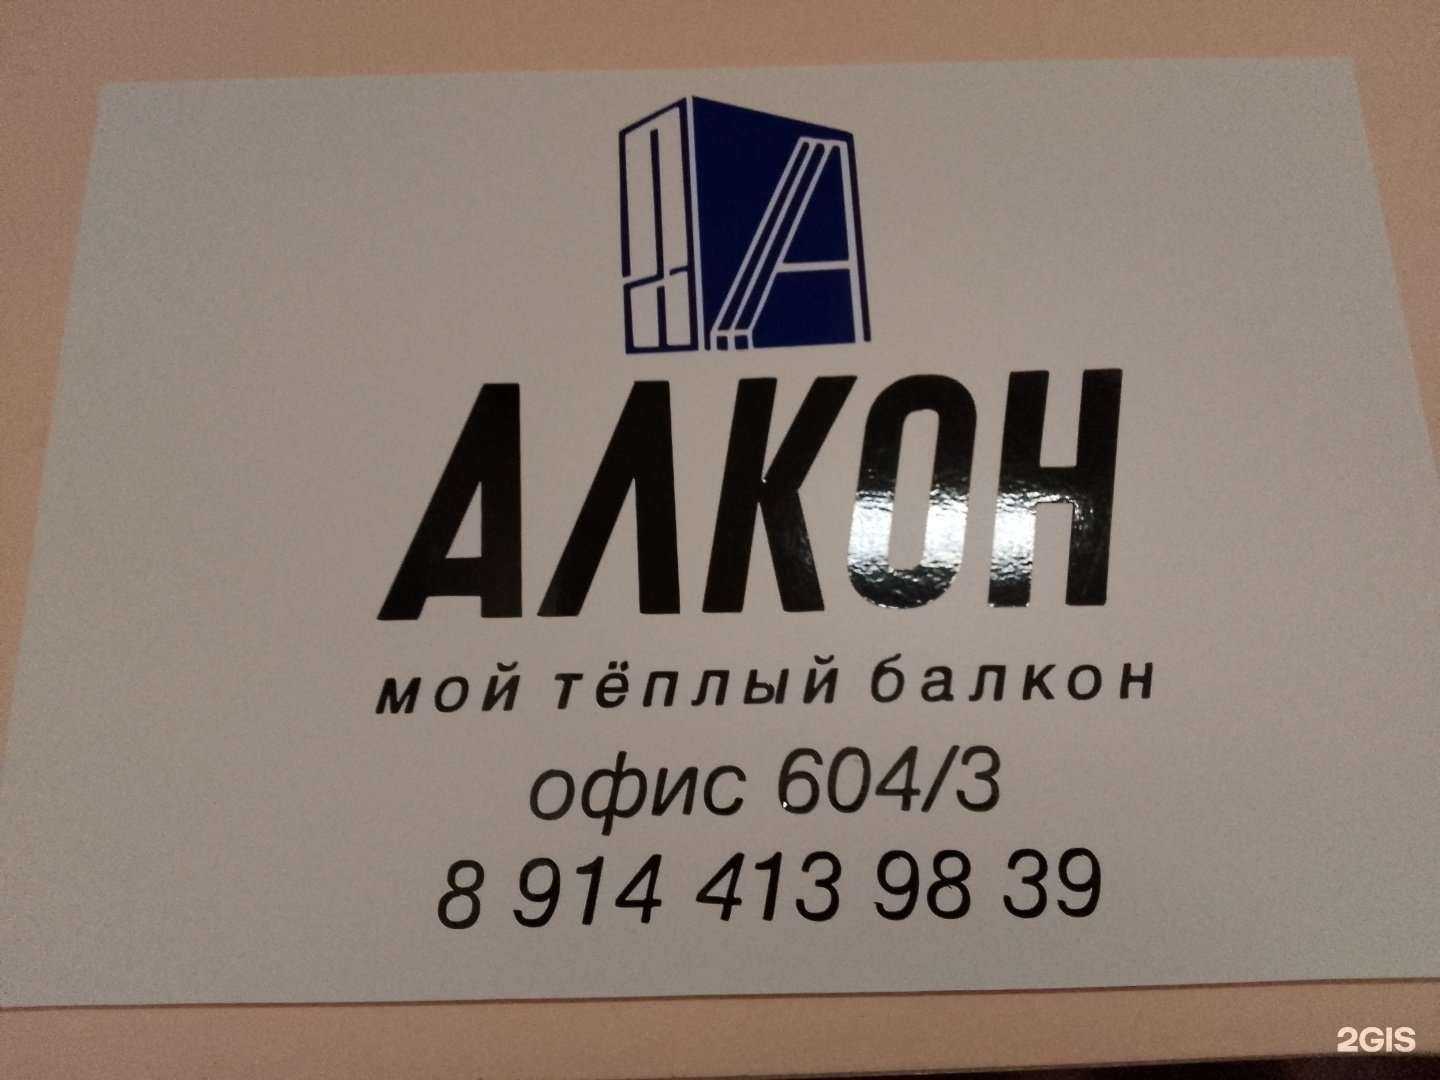 АЛКОН
мой тёплый балкон
офис 604/3
8 914 413 98 39
2GIS